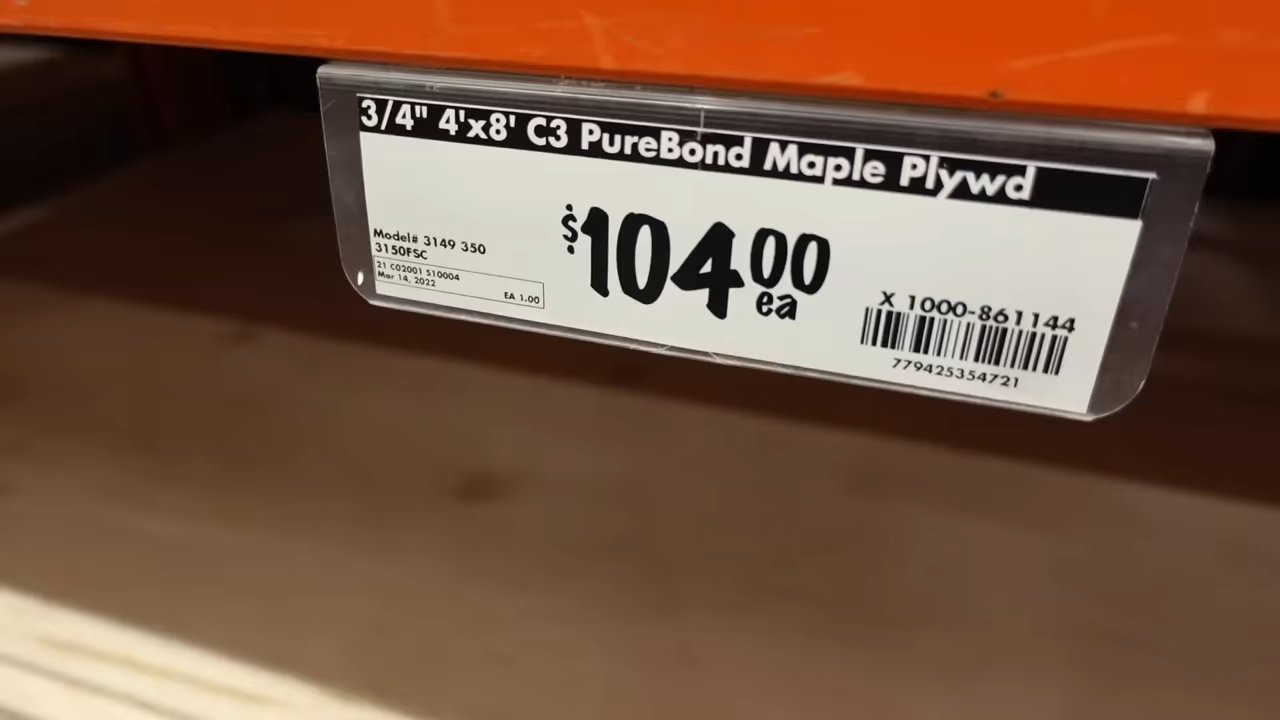 3/4" 4'x8' C3 PureBond Maple Plywd
$104 00
ea
Model# 3149 350
3150FSC
21 C02001 S10004
Mar 14, 2022
EA 1.00
X 1000-861144
779425354721